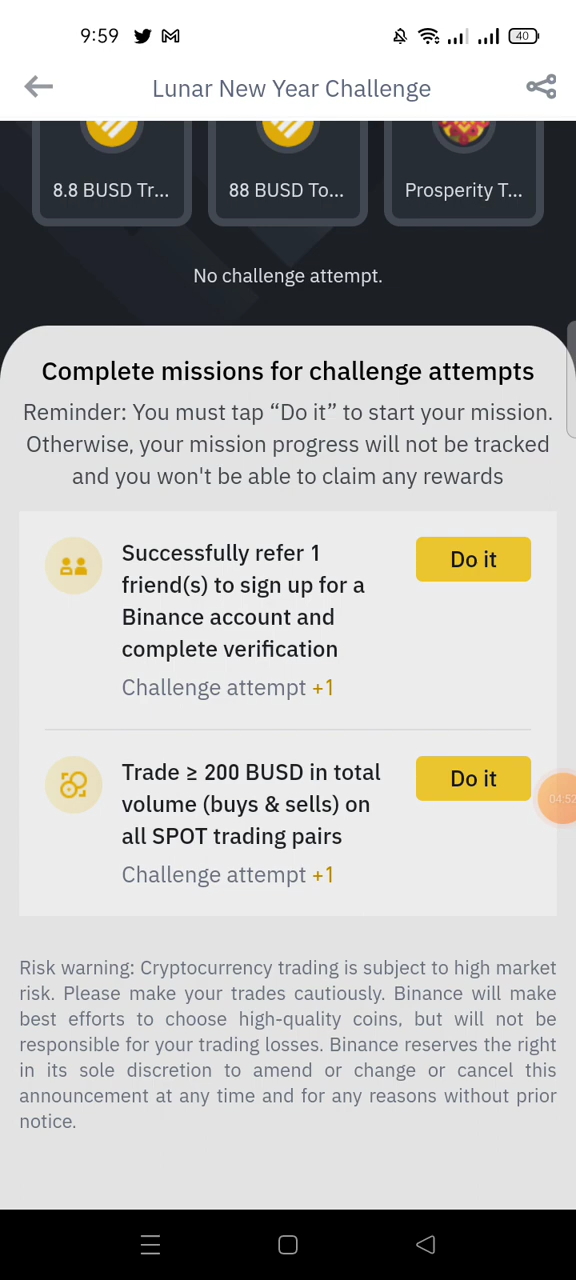 9:59
40
Lunar New Year Challenge
8.8 BUSD Tr...
88 BUSD To...
Prosperity T...
No challenge attempt.
Complete missions for challenge attempts
Reminder: You must tap “Do it” to start your mission.
Otherwise, your mission progress will not be tracked
and you won't be able to claim any rewards
Successfully refer 1
friend(s) to sign up for a
Binance account and
complete verification
Challenge attempt +1
Do it
Trade ≥ 200 BUSD in total
volume (buys & sells) on
all SPOT trading pairs
Challenge attempt +1
Do it
04:52
Risk warning: Cryptocurrency trading is subject to high market
risk. Please make your trades cautiously. Binance will make
best efforts to choose high-quality coins, but will not be
responsible for your trading losses. Binance reserves the right
in its sole discretion to amend or change or cancel this
announcement at any time and for any reasons without prior
notice.